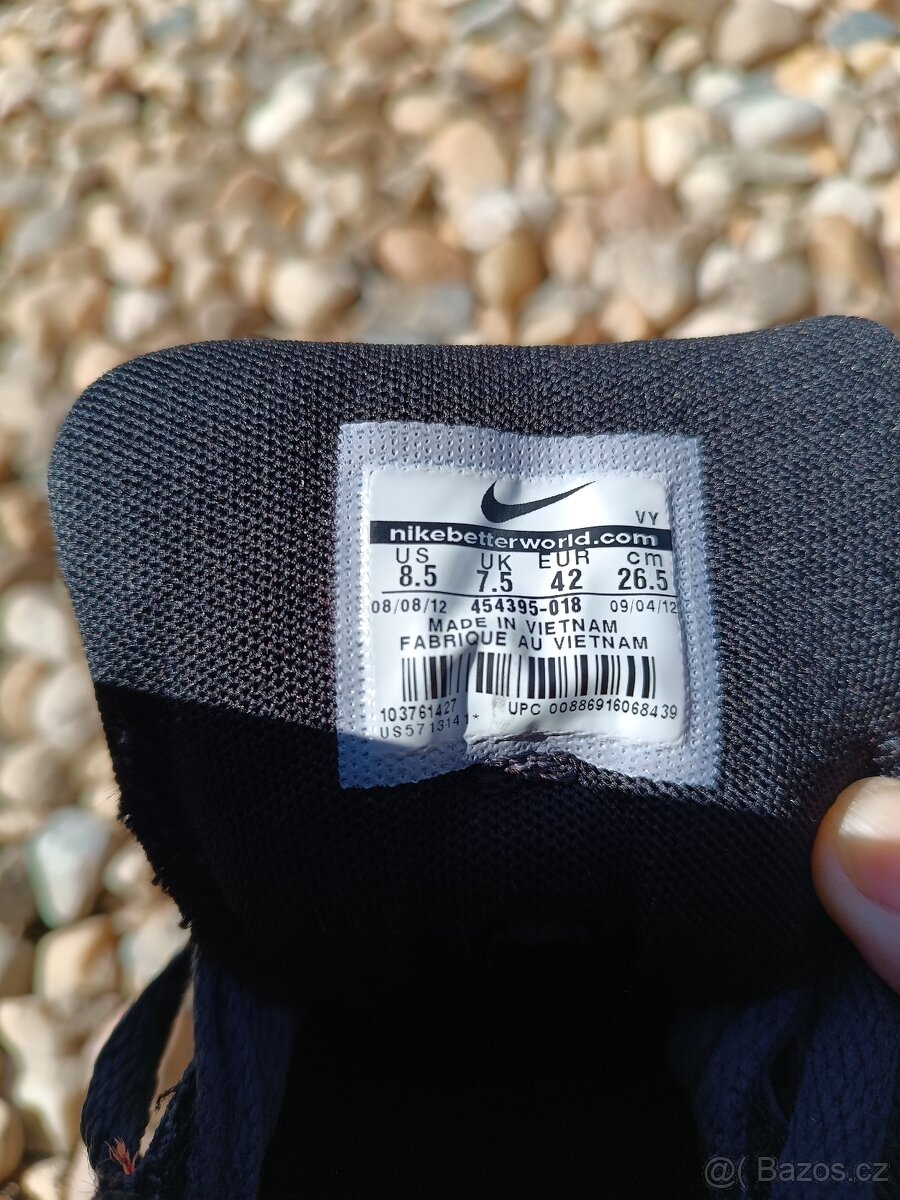 VY
nikebetterworld.com
US UK EUR cm
8.5 7.5 42 26.5
08/08/12 454395-018 09/04/12
MADE IN VIETNAM
FABRIQUE AU VIETNAM
103761427 UPC 00886916068439
US5713141*
@( Bazos.cz